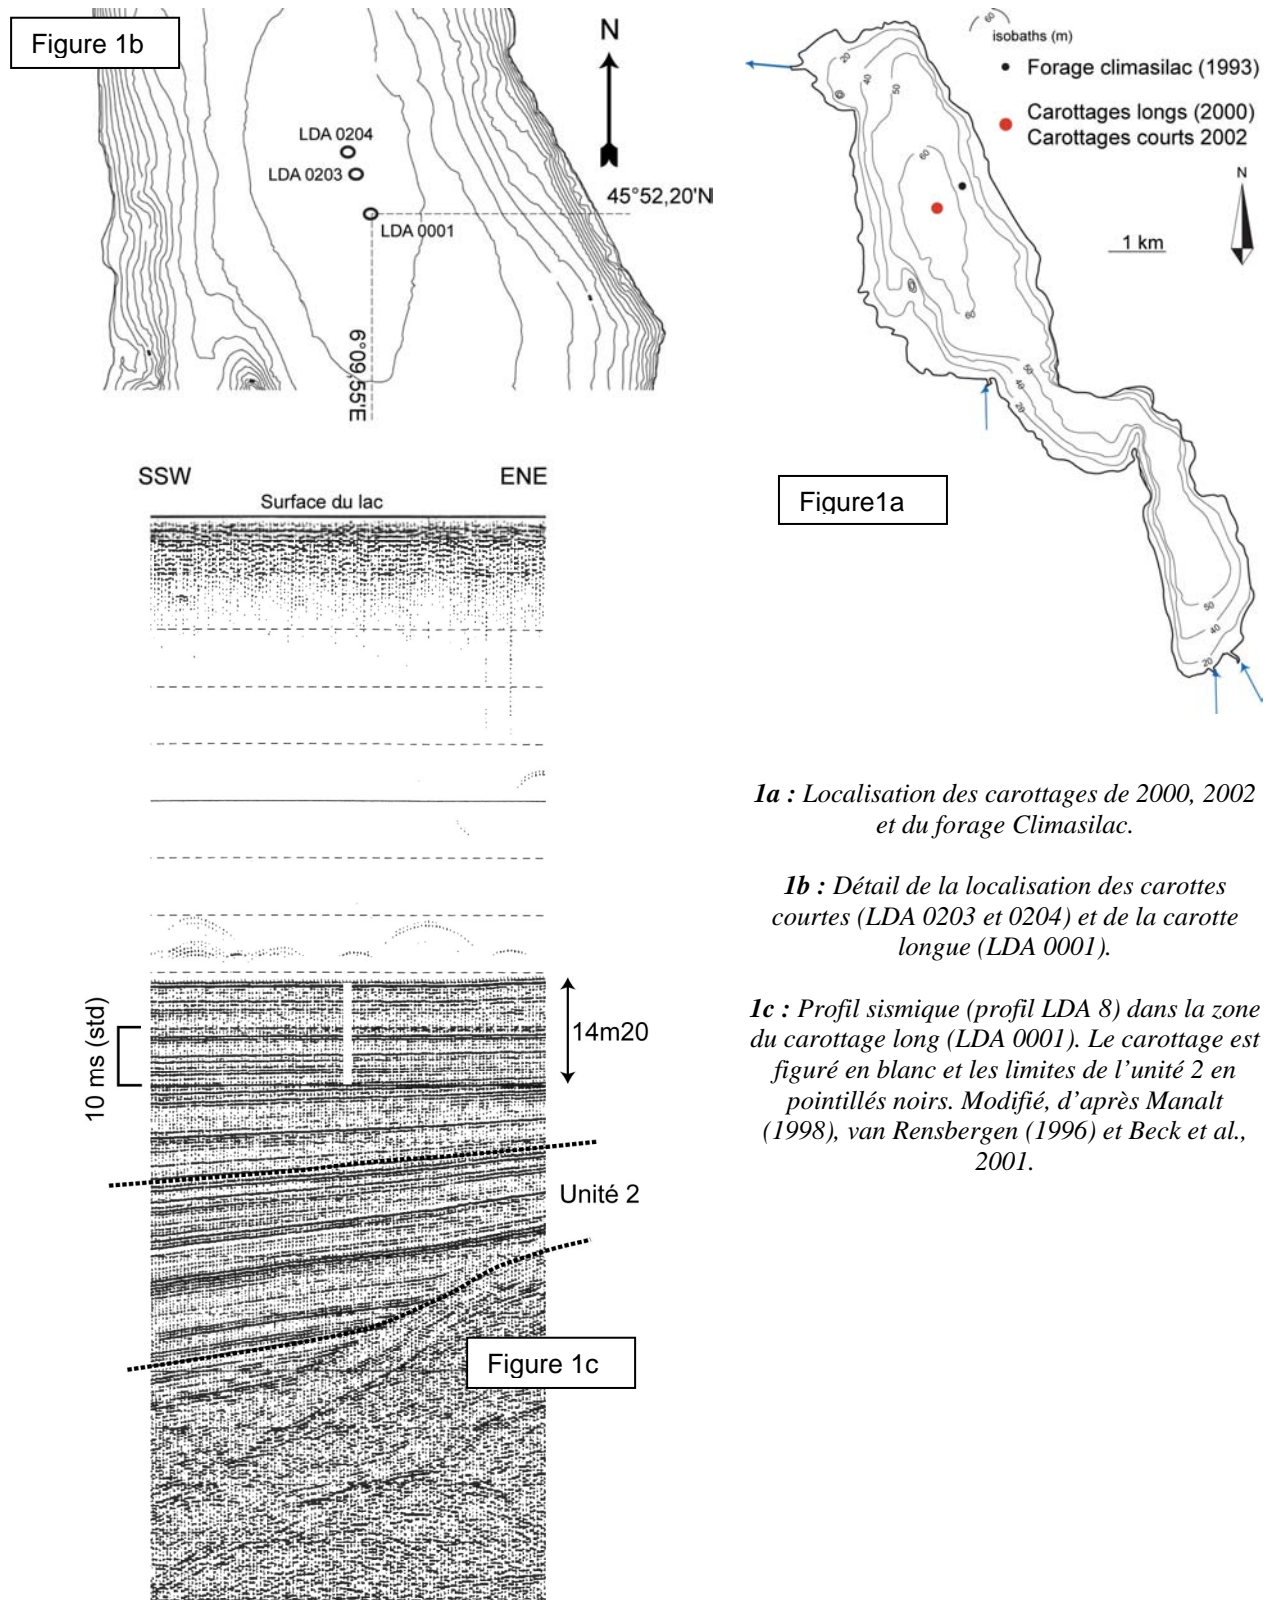 Figure 1b
N
LDA 0204
LDA 0203
45°52,20'N
LDA 0001
6°09,55'E
60
isobaths (m)
Forage climasilac (1993)
Carottages longs (2000)
Carottages courts 2002
N
1 km
20
40
50
60
60
50
40
20
50
40
20
Figure1a
SSW
ENE
Surface du lac
10 ms (std)
14m20
Unité 2
Figure 1c
1a : Localisation des carottages de 2000, 2002
et du forage Climasilac.
1b : Détail de la localisation des carottes
courtes (LDA 0203 et 0204) et de la carotte
longue (LDA 0001).
1c : Profil sismique (profil LDA 8) dans la zone
du carottage long (LDA 0001). Le carottage est
figuré en blanc et les limites de l'unité 2 en
pointillés noirs. Modifié, d'après Manalt
(1998), van Rensbergen (1996) et Beck et al.,
2001.